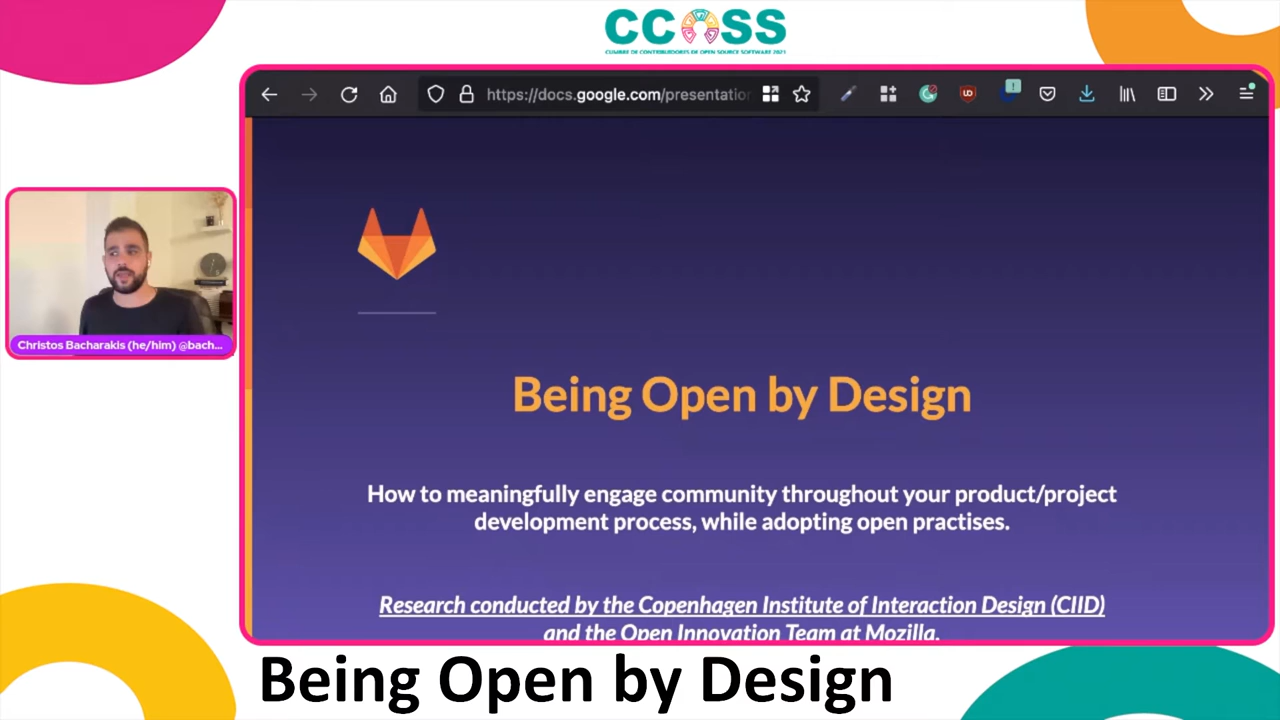 CCOSS
CUMBRE DE CONTRIBUIDORES DE OPEN SOURCE SOFTWARE 2021
https://docs.google.com/presentation
Being Open by Design
How to meaningfully engage community throughout your product/project
development process, while adopting open practises.
Research conducted by the Copenhagen Institute of Interaction Design (CIID)
and the Open Innovation Team at Mozilla.
Christos Bacharakis (he/him) @bach...
Being Open by Design